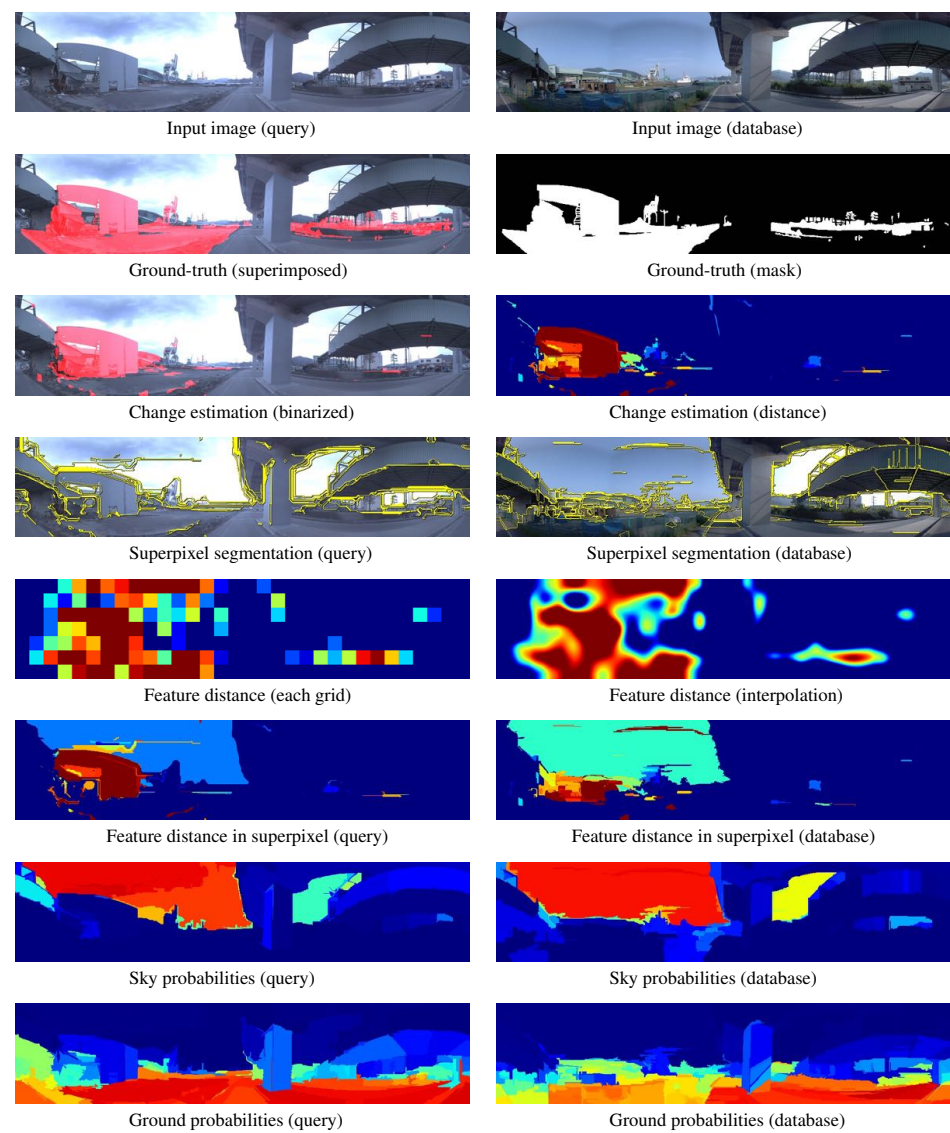 Input image (query)
Input image (database)
Ground-truth (superimposed)
Ground-truth (mask)
Change estimation (binarized)
Change estimation (distance)
Superpixel segmentation (query)
Superpixel segmentation (database)
Feature distance (each grid)
Feature distance (interpolation)
Feature distance in superpixel (query)
Feature distance in superpixel (database)
Sky probabilities (query)
Sky probabilities (database)
Ground probabilities (query)
Ground probabilities (database)